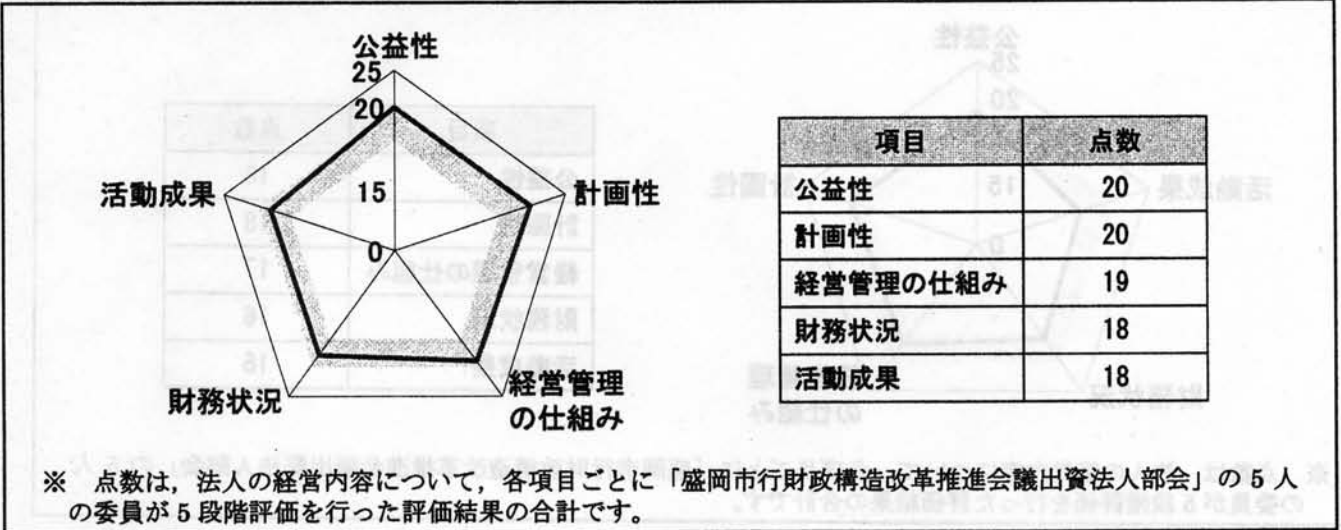 公益性
25
20
活動成果
15
計画性
0
財務状況
経営管理
の仕組み
項目 点数
公益性 20
計画性 20
経営管理の仕組み 19
財務状況 18
活動成果 18
※ 点数は，法人の経営内容について，各項目ごとに「盛岡市行財政構造改革推進会議出資法人部会」の5人
の委員が5段階評価を行った評価結果の合計です。